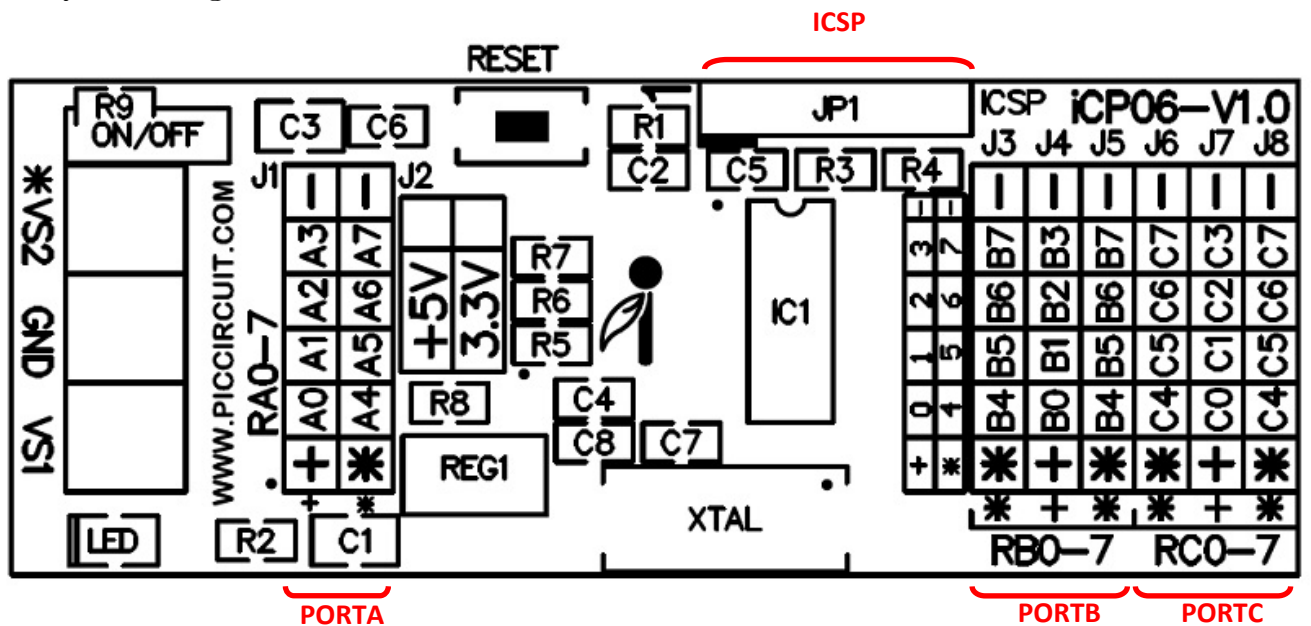 ICSP
RESET
R9
ON/OFF
C3
C6
R1
1
JP1
ICSP
iCP06-V1.0
J3 J4 J5 J6 J7 J8
C2
C5
R3
R4
J1
J2
*VS2 GND VS1
WWW.PICCIRCUIT.COM
RA0-7
- -
A3 A7
A2 A6
A1 A5
A0 A4
+ *
+ *
+5V
3.3V
R7
R6
R5
R8
C4
C8
C7
REG1
IC1
XTAL
- -
3 7
2 6
1 5
0 4
+ *
- - - - - -
B7 B3 B7 C7 C3 C7
B6 B2 B6 C6 C2 C6
B5 B1 B5 C5 C1 C5
B4 B0 B4 C4 C0 C4
* + * * + *
* + * * + *
LED
R2
C1
RB0-7
RC0-7
PORTA
PORTB
PORTC